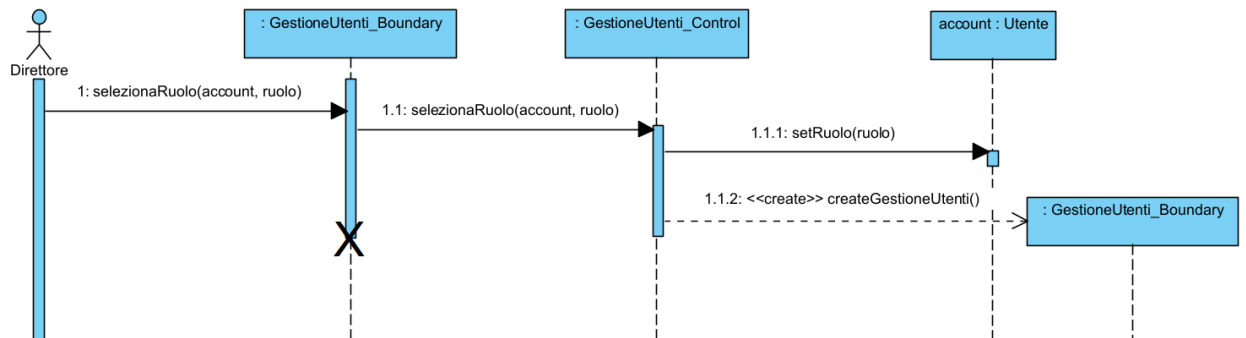 : GestioneUtenti_Boundary
: GestioneUtenti_Control
account : Utente
Direttore
1: selezionaRuolo(account, ruolo)
1.1: selezionaRuolo(account, ruolo)
1.1.1: setRuolo(ruolo)
1.1.2: <<create>> createGestioneUtenti()
: GestioneUtenti_Boundary